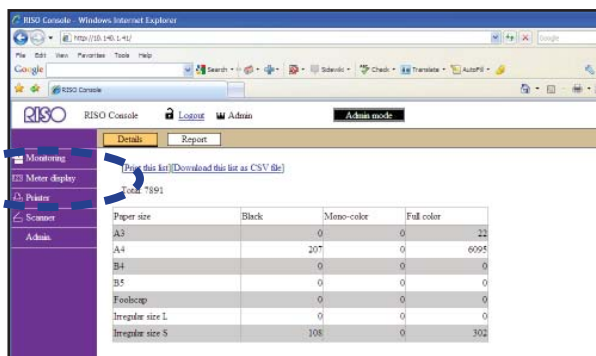 RISO Console - Windows Internet Explorer
http://10.140.1.41/
Google
File Edit View Favorites Tools Help
Google Search Sidewiki Check Translate AutoFill
RISO Console
RISO RISO Console Logout Admin Admin mode
Details Report
Monitoring
[Print this list][Download this list as CSV file]
Meter display
Total: 7891
Printer
Scanner
Admin.
Paper size Black Mono-color Full color
A3 0 0 22
A4 207 0 6095
B4 0 0 0
B5 0 0 0
Foolscap 0 0 0
Irregular size L 0 0 0
Irregular size S 108 0 302